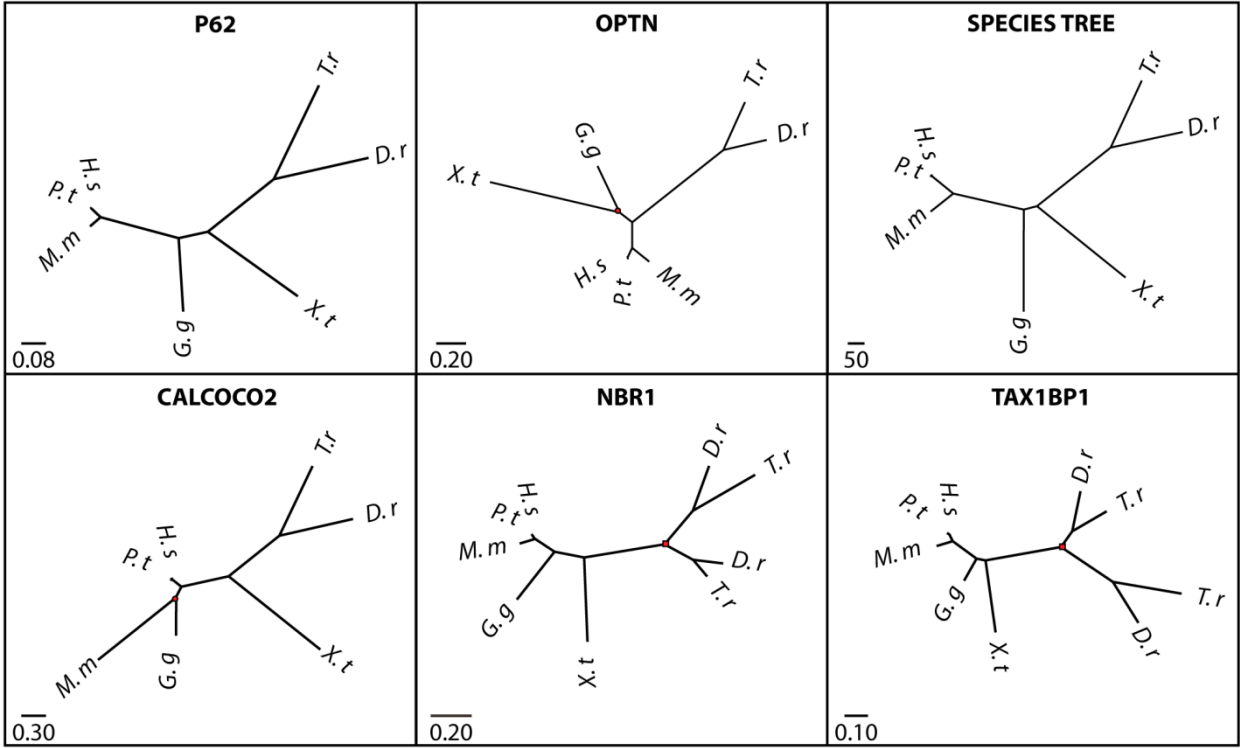 P62
T.r
D.r
H.s
P.t
M.m
G.g
X.t
0.08
OPTN
T.r
D.r
G.g
X.t
H.s
P.t
M.m
0.20
SPECIES TREE
T.r
D.r
H.s
P.t
M.m
X.t
G.g
50
CALCOCO2
T.r
D.r
H.s
P.t
M.m
G.g
X.t
0.30
NBR1
D.r
T.r
H.s
P.t
M.m
D.r
T.r
G.g
X.t
0.20
TAX1BP1
D.r
T.r
H.s
P.t
M.m
G.g
X.t
T.r
D.r
0.10